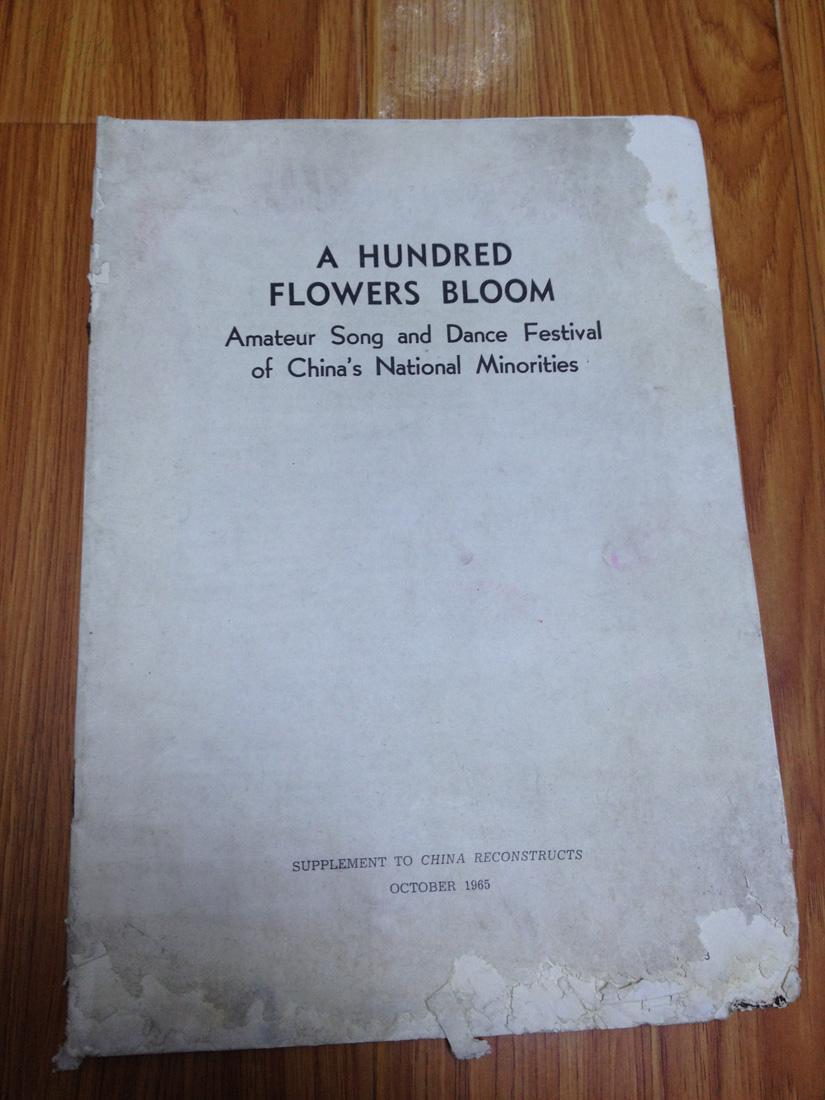 A HUNDRED
FLOWERS BLOOM
Amateur Song and Dance Festival
of China's National Minorities
SUPPLEMENT TO CHINA RECONSTRUCTS
OCTOBER 1965